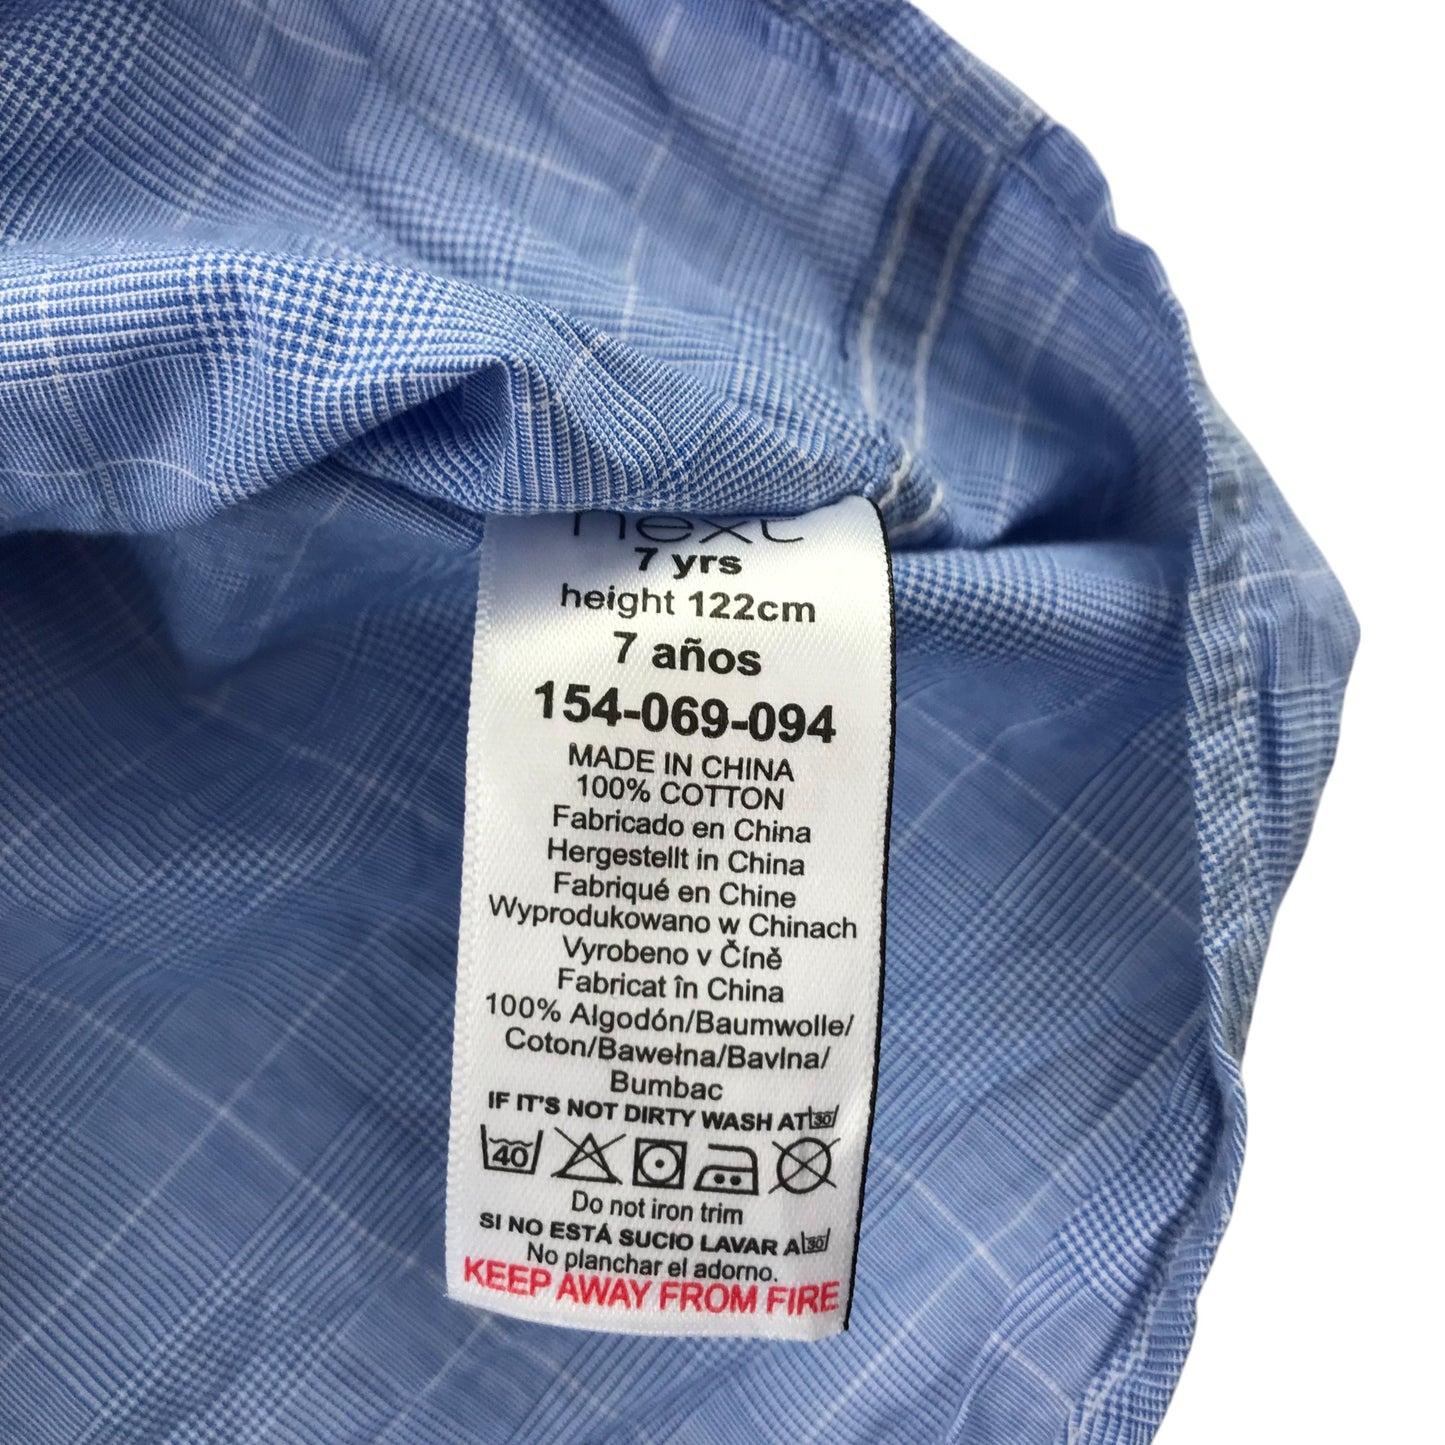 next
7 yrs
height 122cm
7 años
154-069-094
MADE IN CHINA
100% COTTON
Fabricado en China
Hergestellt in China
Fabriqué en Chine
Wyprodukowano w Chinach
Vyrobeno v Číně
Fabricat în China
100% Algodón/Baumwolle/
Coton/Bawełna/Bavlna/
Bumbac
IF IT'S NOT DIRTY WASH AT 30
40
Do not iron trim
SI NO ESTÁ SUCIO LAVAR A 30
No planchar el adorno.
KEEP AWAY FROM FIRE